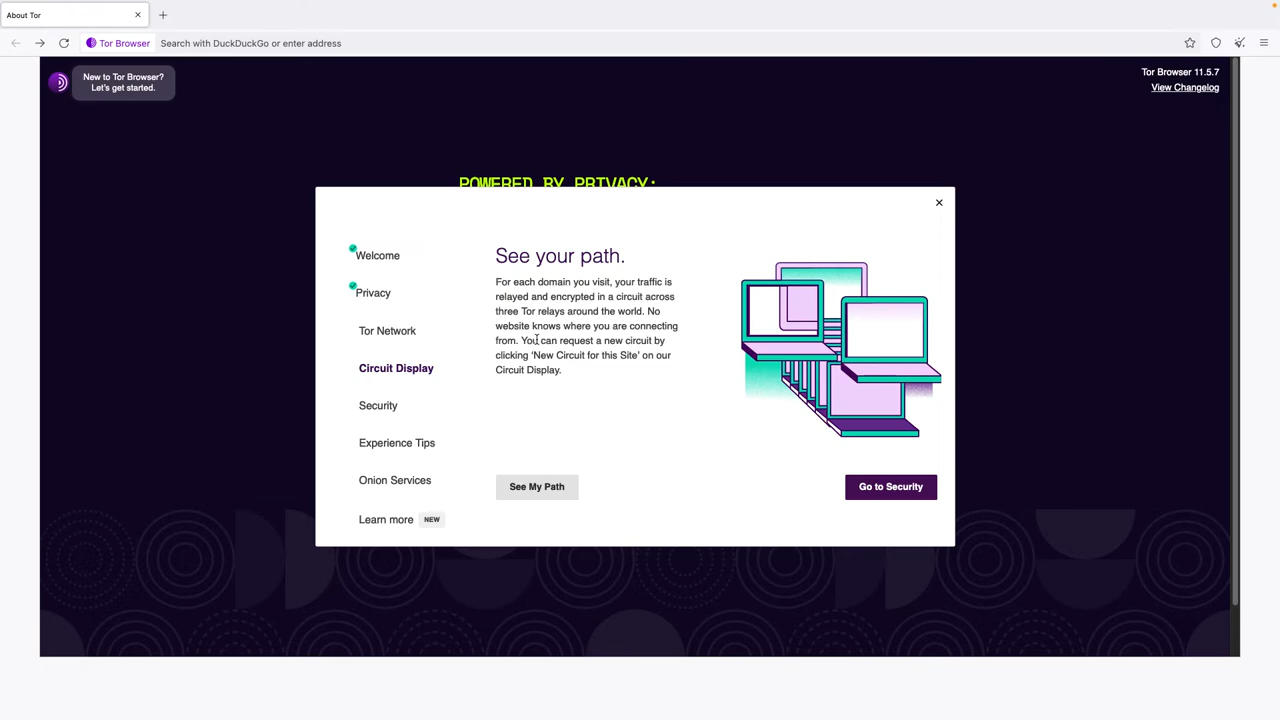 About Tor
Tor Browser
Search with DuckDuckGo or enter address
New to Tor Browser?
Let's get started.
Tor Browser 11.5.7
View Changelog
POWERED BY PRIVACY:
Welcome
Privacy
Tor Network
Circuit Display
Security
Experience Tips
Onion Services
Learn more NEW
See your path.
For each domain you visit, your traffic is
relayed and encrypted in a circuit across
three Tor relays around the world. No
website knows where you are connecting
from. You can request a new circuit by
clicking ‘New Circuit for this Site’ on our
Circuit Display.
See My Path
Go to Security